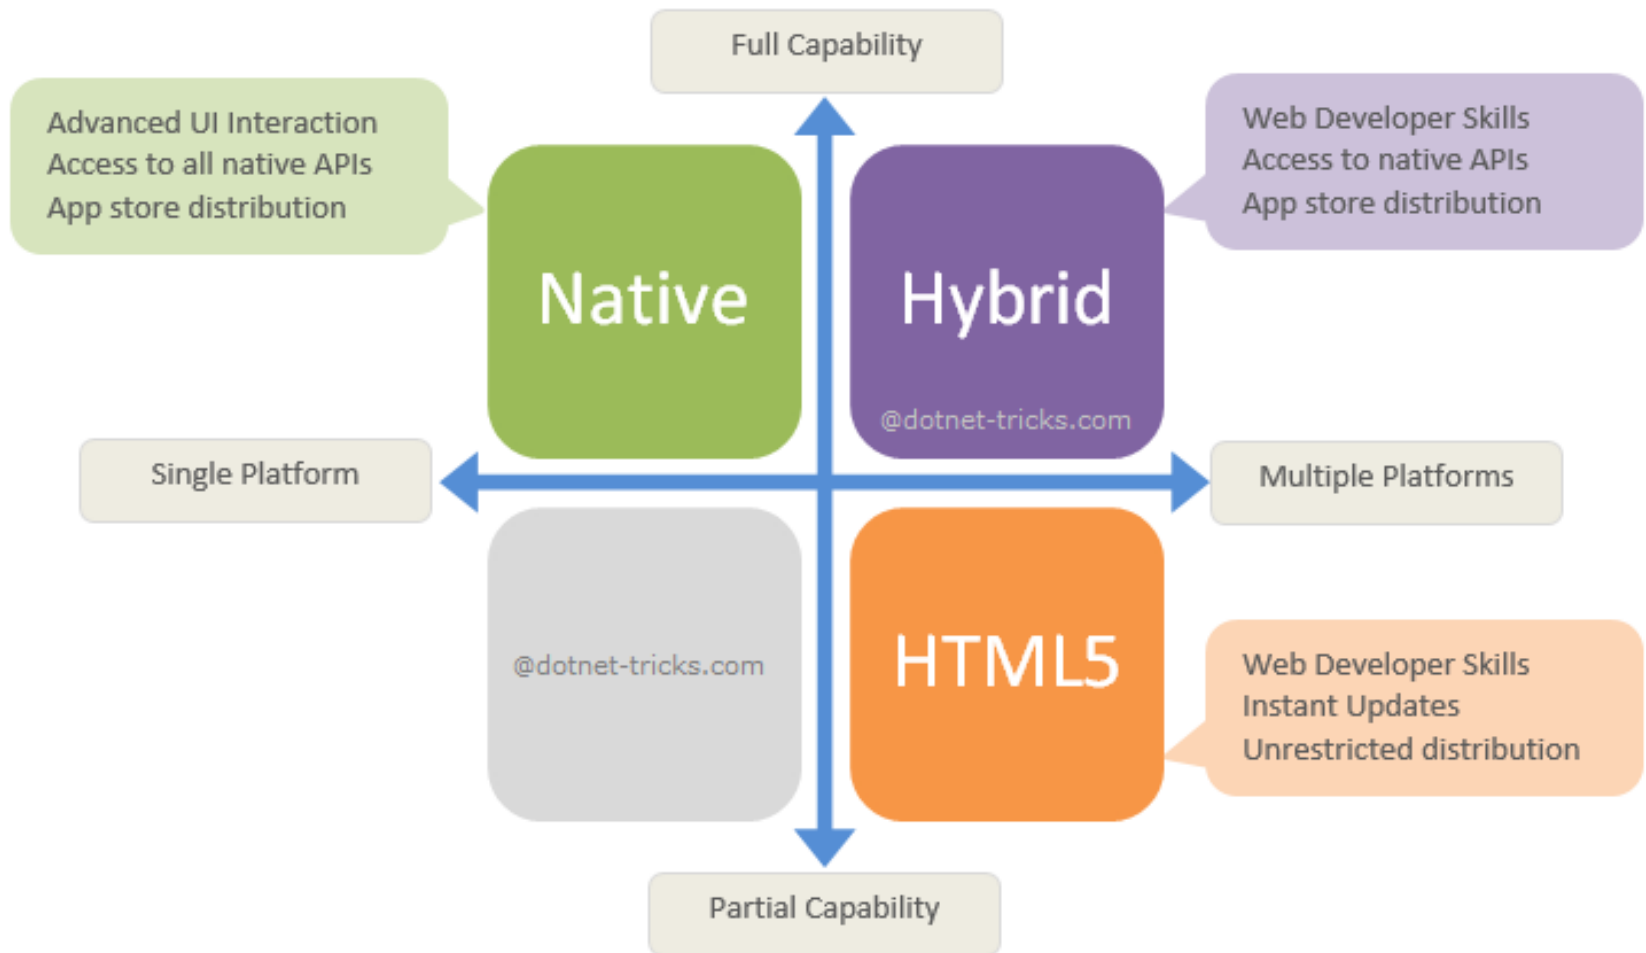 Full Capability
Advanced UI Interaction
Access to all native APIs
App store distribution
Web Developer Skills
Access to native APIs
App store distribution
Native
Hybrid
@dotnet-tricks.com
Single Platform
Multiple Platforms
@dotnet-tricks.com
HTML5
Web Developer Skills
Instant Updates
Unrestricted distribution
Partial Capability